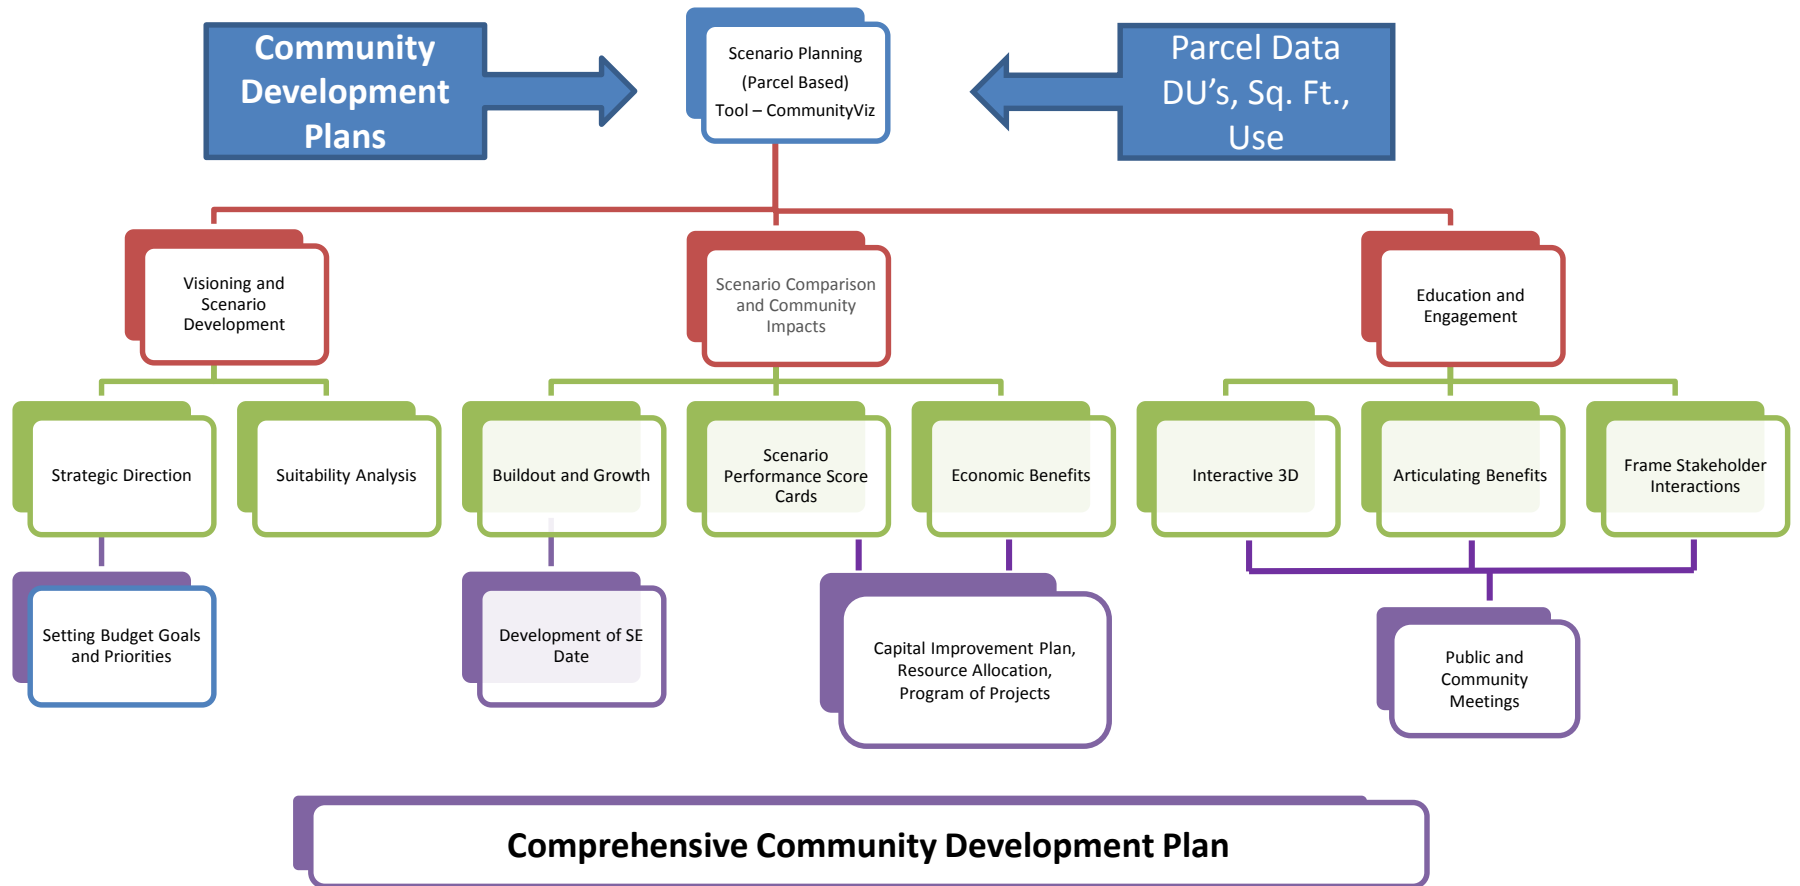 Community
Development
Plans
Scenario Planning
(Parcel Based)
Tool – CommunityViz
Parcel Data
DU’s, Sq. Ft.,
Use
Visioning and
Scenario
Development
Scenario Comparison
and Community
Impacts
Education and
Engagement
Strategic Direction
Suitability Analysis
Buildout and Growth
Scenario
Performance Score
Cards
Economic Benefits
Interactive 3D
Articulating Benefits
Frame Stakeholder
Interactions
Setting Budget Goals
and Priorities
Development of SE
Date
Capital Improvement Plan,
Resource Allocation,
Program of Projects
Public and
Community
Meetings
Comprehensive Community Development Plan